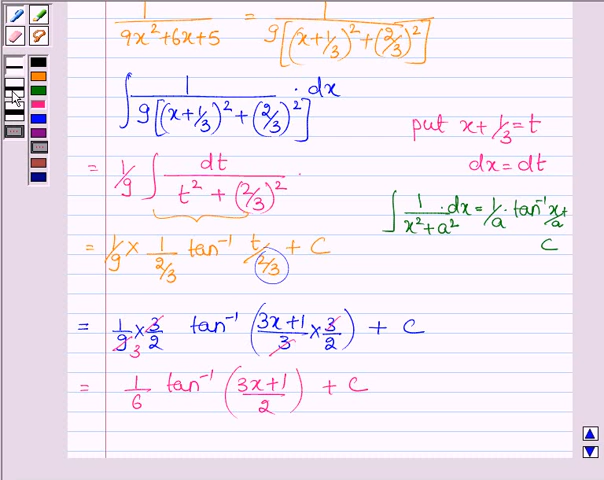 1/(9x²+6x+5) = 1/(9[(x+1/3)²+(2/3)²])
∫ 1/(9[(x+1/3)²+(2/3)²]) · dx
put x+1/3=t
= 1/9 ∫ dt/(t²+(2/3)²) ·
dx=dt
∫ 1/(x²+a²) ·dx=1/a·tan⁻¹x/a+
C
= 1/9 × 1/(2/3) tan⁻¹ t/(2/3) + C
= 1/9 3 × 3/2 tan⁻¹ ((3x+1)/3 × 3/2) + C
= 1/6 tan⁻¹ ((3x+1)/2) + C